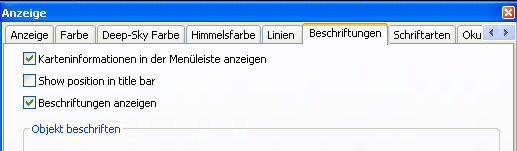 Anzeige
Anzeige Farbe Deep-Sky Farbe Himmelsfarbe Linien Beschriftungen Schriftarten Oku
Karteninformationen in der Menüleiste anzeigen
Show position in title bar
Beschriftungen anzeigen
Objekt beschriften